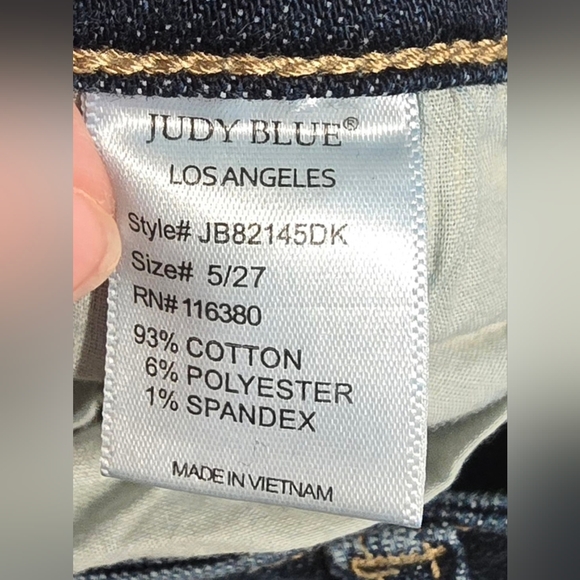 JUDY BLUE®
LOS ANGELES
Style# JB82145DK
Size# 5/27
RN#116380
93% COTTON
6% POLYESTER
1% SPANDEX
MADE IN VIETNAM